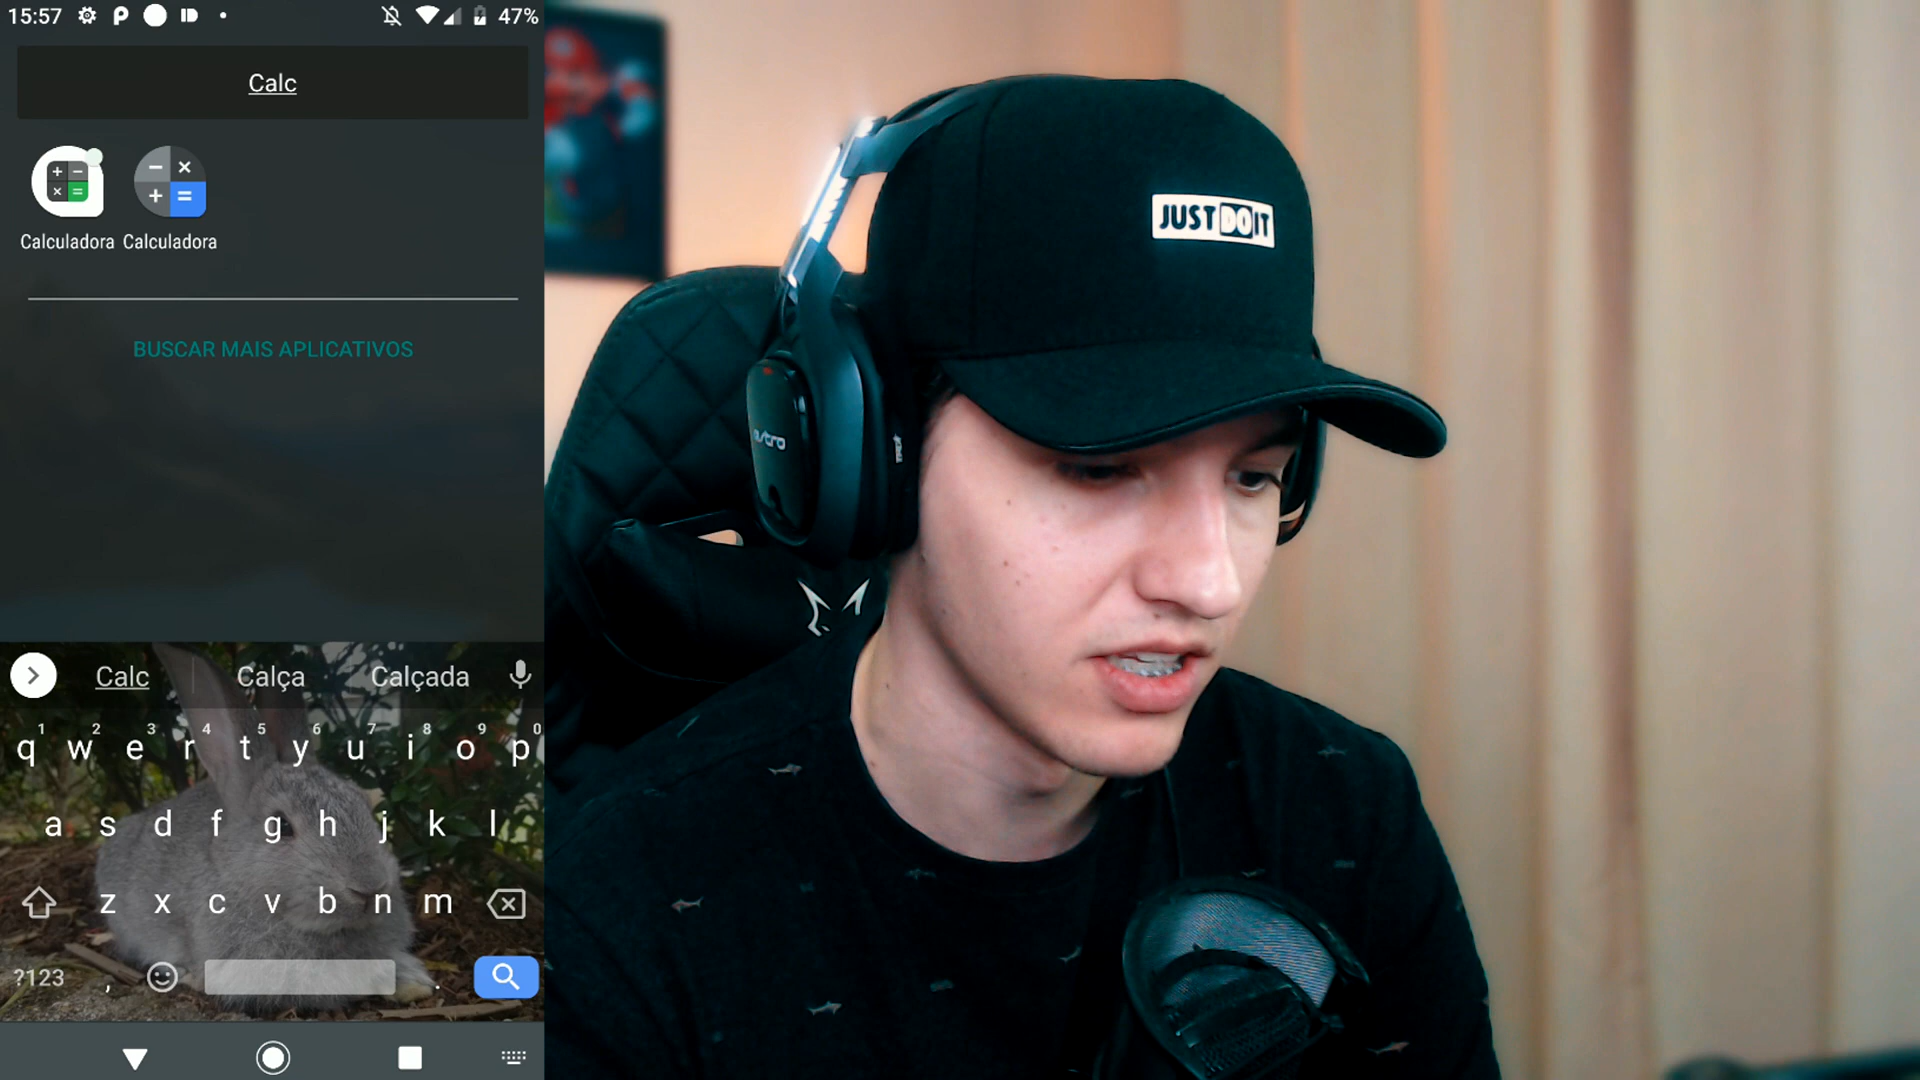 15:57
47%
Calc
Calculadora
Calculadora
BUSCAR MAIS APLICATIVOS
Calc
Calça
Calçada
1 2 3 4 5 6 7 8 9 0
q w e r t y u i o p
a s d f g h j k l
z x c v b n m
?123 , .
JUST DO IT
astro